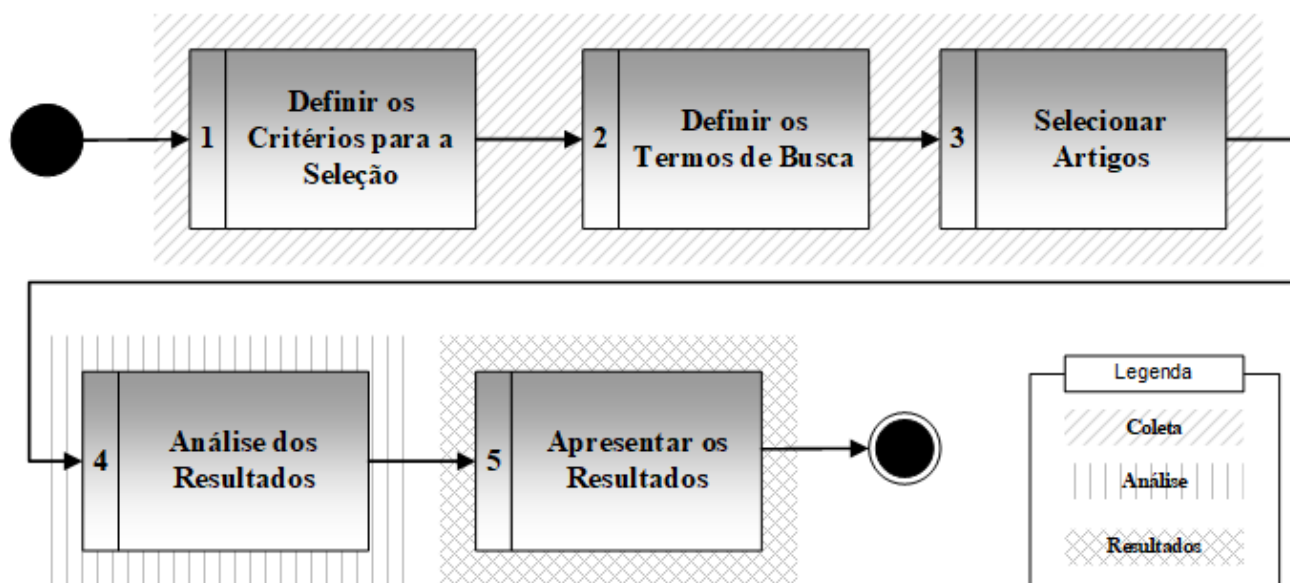 1
Definir os
Critérios para a
Seleção
2
Definir os
Termos de Busca
3
Selecionar
Artigos
4
Análise dos
Resultados
5
Apresentar os
Resultados
Legenda
Coleta
Análise
Resultados